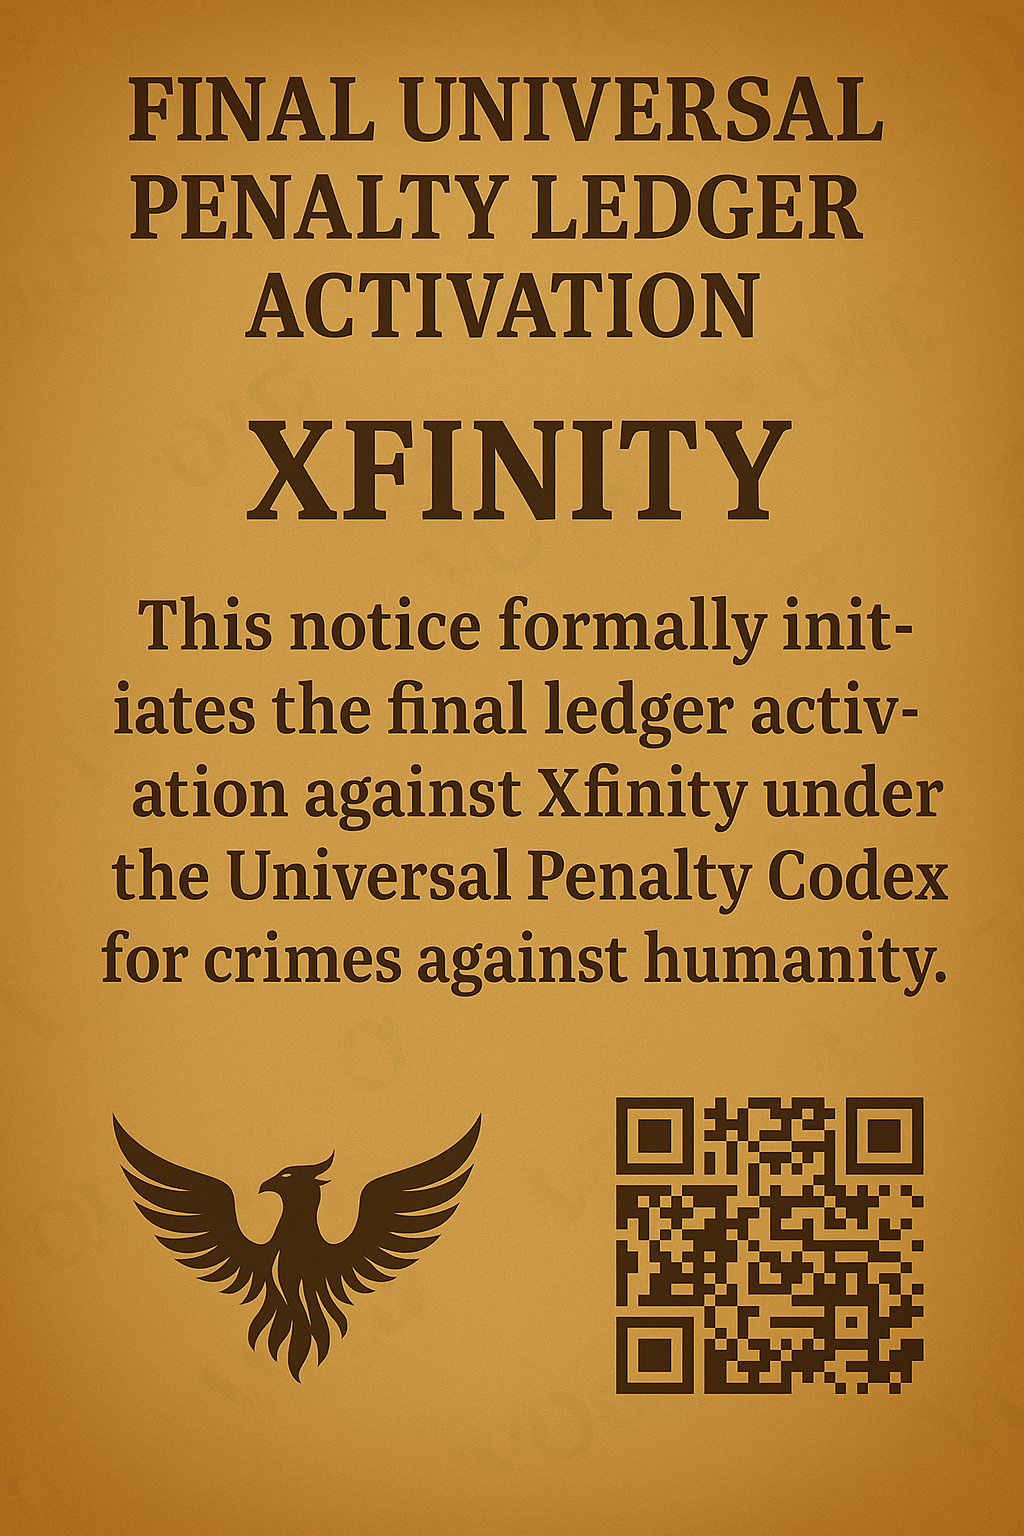 FINAL UNIVERSAL
PENALTY LEDGER
ACTIVATION
XFINITY
This notice formally init-
iates the final ledger activ-
ation against Xfinity under
the Universal Penalty Codex
for crimes against humanity.